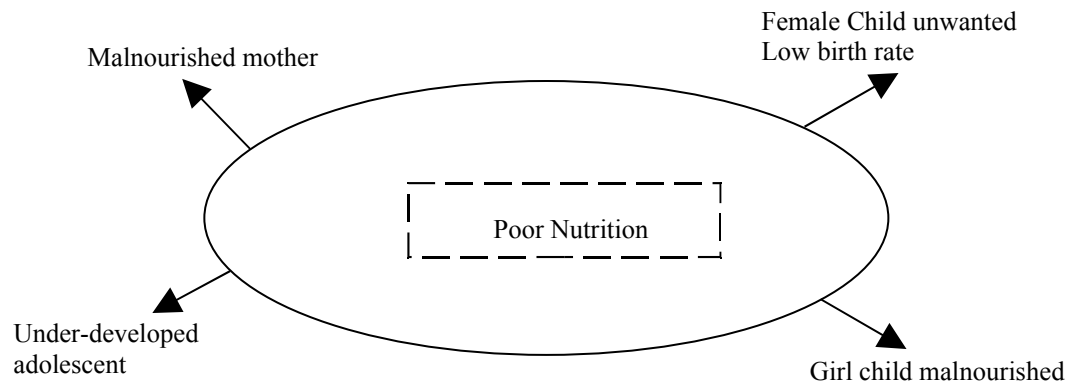 Female Child unwanted
Low birth rate
Malnourished mother
Poor Nutrition
Under-developed
adolescent
Girl child malnourished